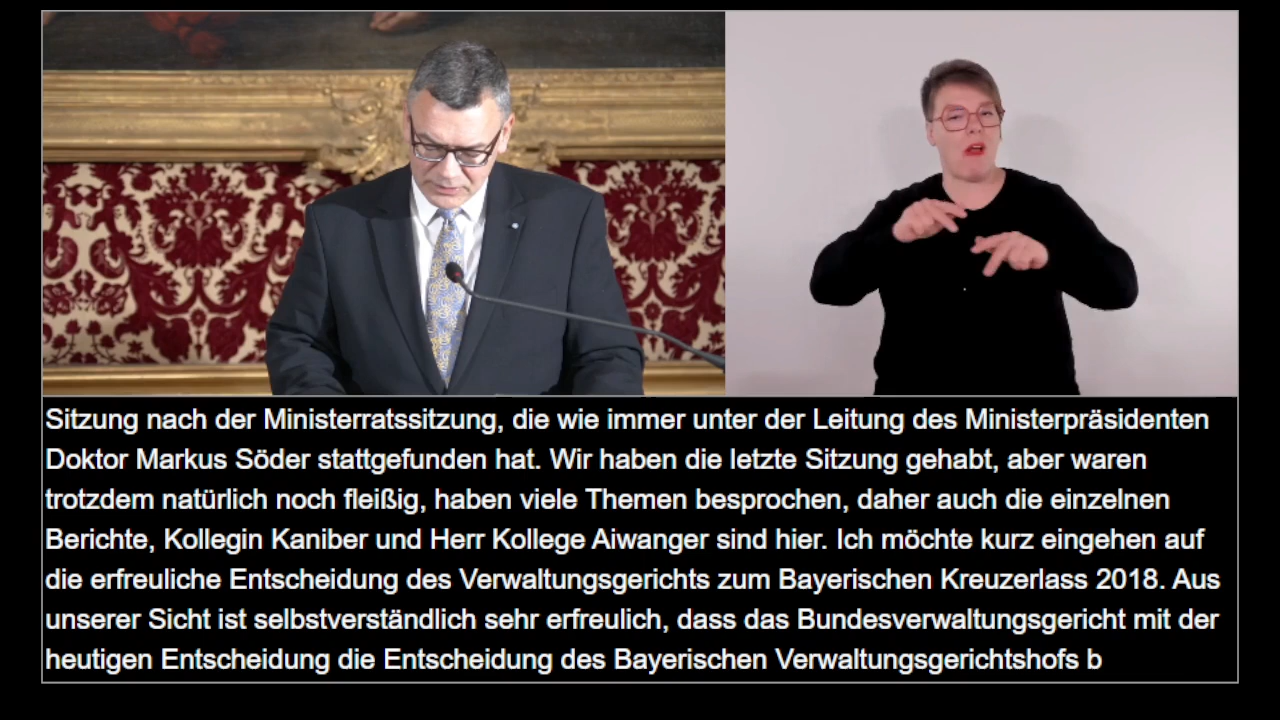 Sitzung nach der Ministerratssitzung, die wie immer unter der Leitung des Ministerpräsidenten
Doktor Markus Söder stattgefunden hat. Wir haben die letzte Sitzung gehabt, aber waren
trotzdem natürlich noch fleißig, haben viele Themen besprochen, daher auch die einzelnen
Berichte, Kollegin Kaniber und Herr Kollege Aiwanger sind hier. Ich möchte kurz eingehen auf
die erfreuliche Entscheidung des Verwaltungsgerichts zum Bayerischen Kreuzerlass 2018. Aus
unserer Sicht ist selbstverständlich sehr erfreulich, dass das Bundesverwaltungsgericht mit der
heutigen Entscheidung die Entscheidung des Bayerischen Verwaltungsgerichtshofs b